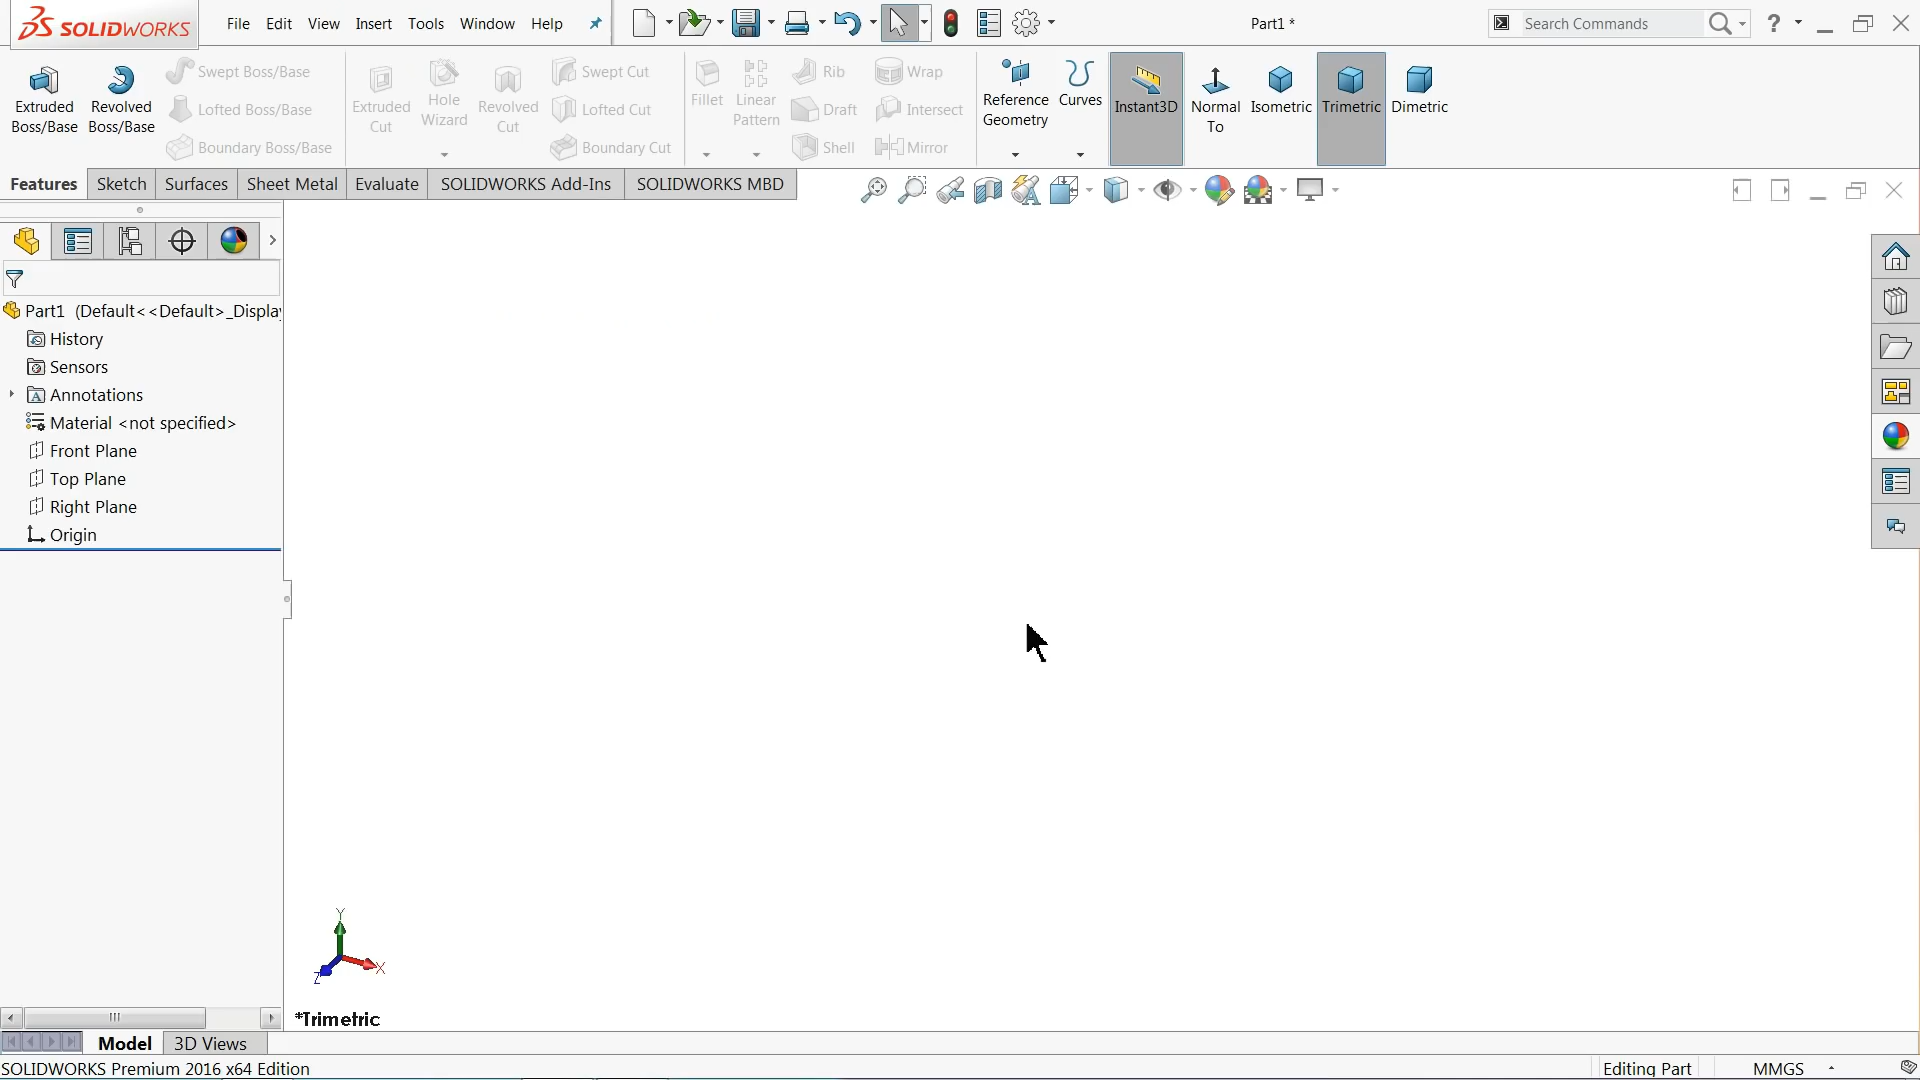 SOLIDWORKS File Edit View Insert Tools Window Help Part1 * Search Commands ?
Extruded Boss/Base
Revolved Boss/Base
Swept Boss/Base
Lofted Boss/Base
Boundary Boss/Base
Extruded Cut
Hole Wizard
Revolved Cut
Swept Cut
Lofted Cut
Boundary Cut
Fillet
Linear Pattern
Rib
Draft
Shell
Wrap
Intersect
Mirror
Reference Geometry
Curves
Instant3D
Normal To
Isometric
Trimetric
Dimetric
Features Sketch Surfaces Sheet Metal Evaluate SOLIDWORKS Add-Ins SOLIDWORKS MBD
Part1 (Default<<Default>_Display
History
Sensors
Annotations
Material <not specified>
Front Plane
Top Plane
Right Plane
Origin
Y
X
Z
*Trimetric
Model 3D Views
SOLIDWORKS Premium 2016 x64 Edition Editing Part MMGS